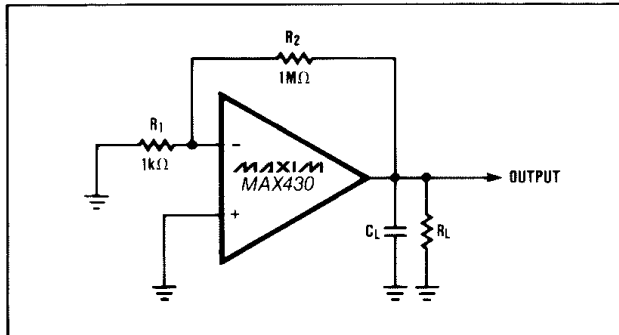 R2
1MΩ
R1
1kΩ
−
MAXIM
MAX430
+
OUTPUT
CL
RL